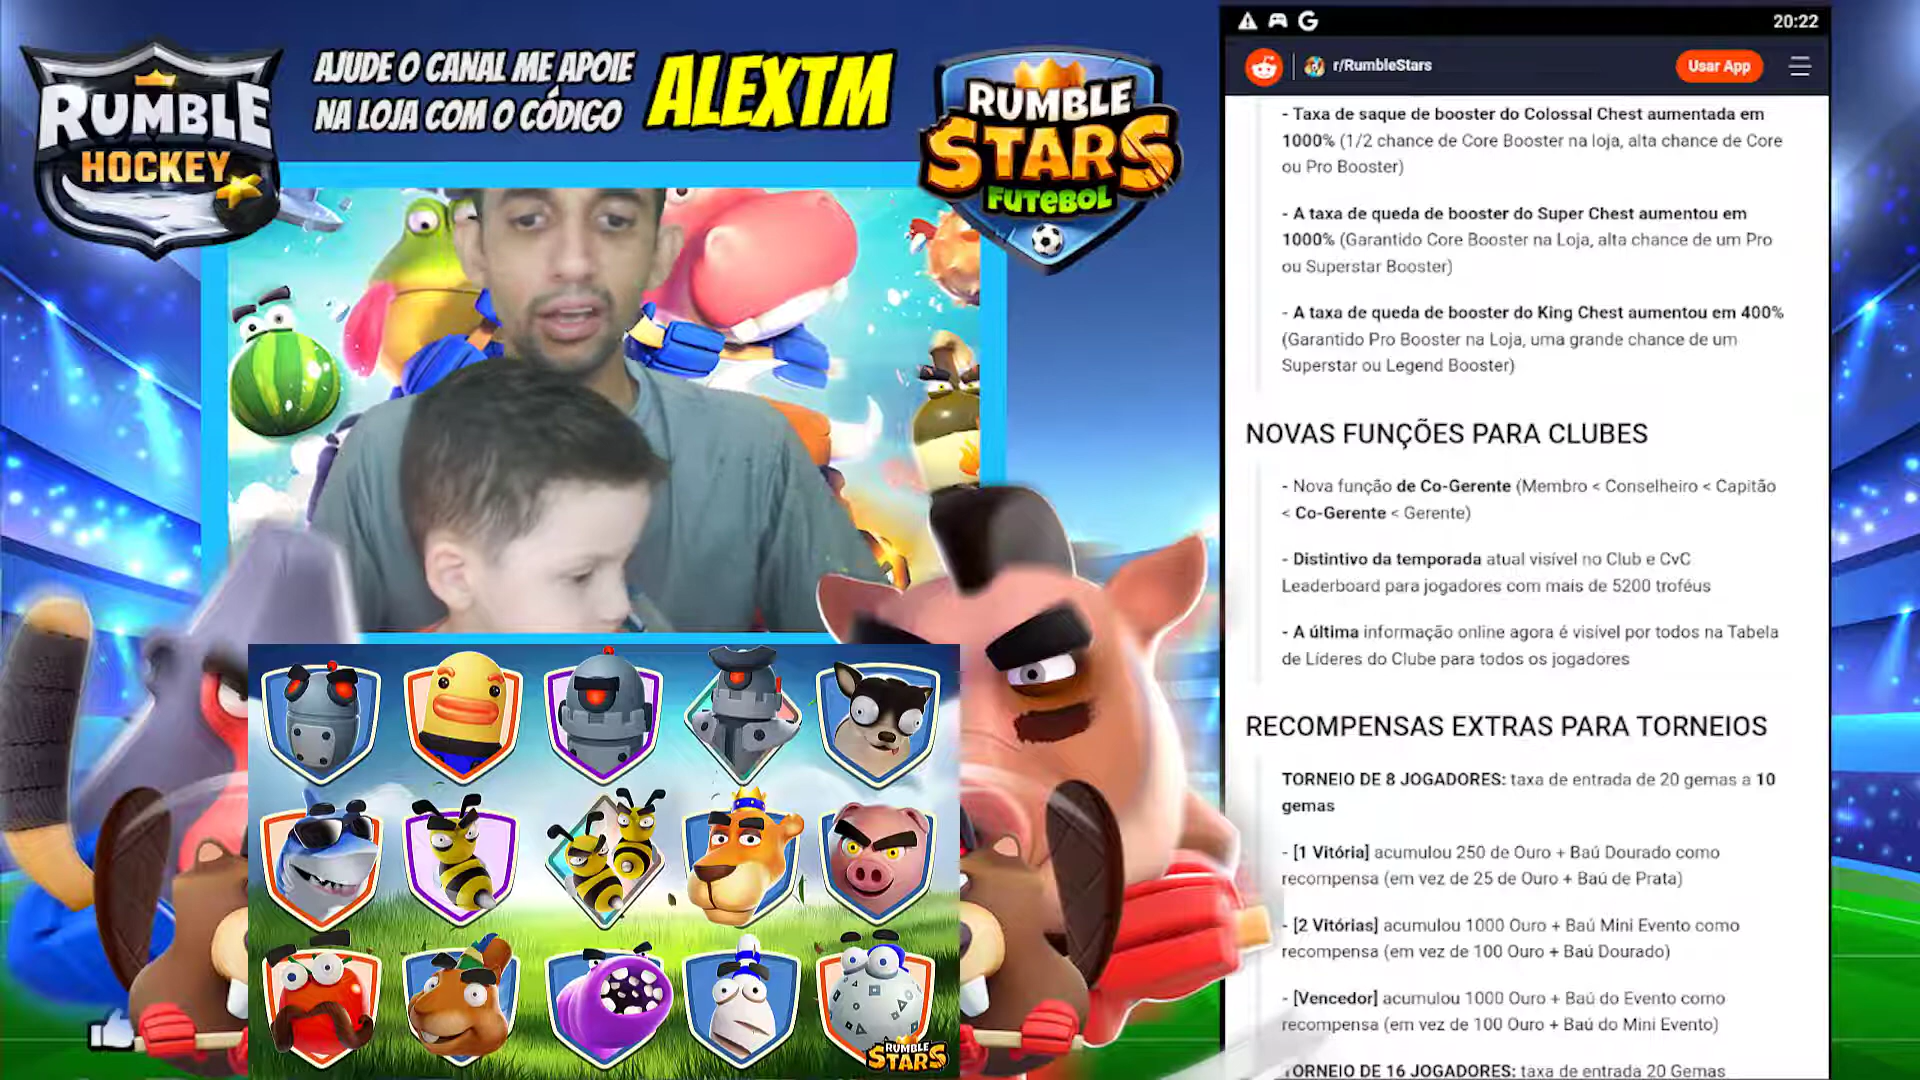 RUMBLE
HOCKEY
AJUDE O CANAL ME APOIE
NA LOJA COM O CÓDIGO
ALEXTM
RUMBLE
STARS
FUTEBOL
20:22
r/RumbleStars
Usar App
- Taxa de saque de booster do Colossal Chest aumentada em
1000% (1/2 chance de Core Booster na loja, alta chance de Core
ou Pro Booster)
- A taxa de queda de booster do Super Chest aumentou em
1000% (Garantido Core Booster na Loja, alta chance de um Pro
ou Superstar Booster)
- A taxa de queda de booster do King Chest aumentou em 400%
(Garantido Pro Booster na Loja, uma grande chance de um
Superstar ou Legend Booster)
NOVAS FUNÇÕES PARA CLUBES
- Nova função de Co-Gerente (Membro < Conselheiro < Capitão
< Co-Gerente < Gerente)
- Distintivo da temporada atual visível no Club e CvC
Leaderboard para jogadores com mais de 5200 troféus
- A última informação online agora é visível por todos na Tabela
de Líderes do Clube para todos os jogadores
RECOMPENSAS EXTRAS PARA TORNEIOS
TORNEIO DE 8 JOGADORES: taxa de entrada de 20 gemas a 10
gemas
- [1 Vitória] acumulou 250 de Ouro + Baú Dourado como
recompensa (em vez de 25 de Ouro + Baú de Prata)
- [2 Vitórias] acumulou 1000 Ouro + Baú Mini Evento como
recompensa (em vez de 100 Ouro + Baú Dourado)
- [Vencedor] acumulou 1000 Ouro + Baú do Evento como
recompensa (em vez de 100 Ouro + Baú do Mini Evento)
TORNEIO DE 16 JOGADORES: taxa de entrada 20 Gemas
RUMBLE
STARS